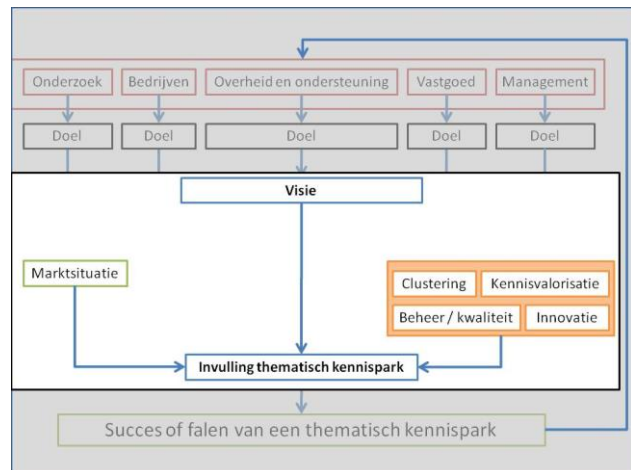 Onderzoek Bedrijven Overheid en ondersteuning Vastgoed Management
Doel Doel Doel Doel Doel
Visie
Marktsituatie
Clustering Kennisvalorisatie
Beheer / kwaliteit Innovatie
Invulling thematisch kennispark
Succes of falen van een thematisch kennispark